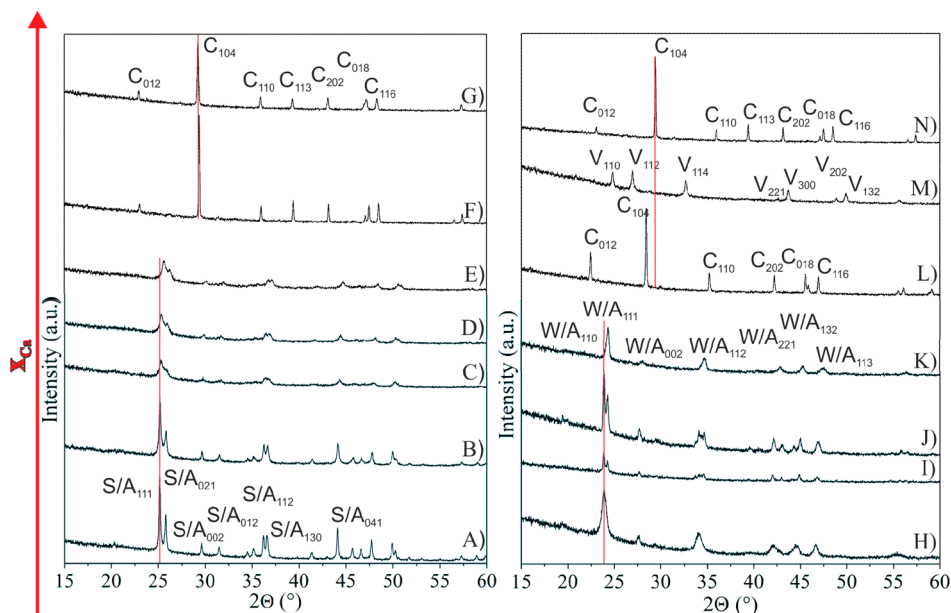 X_Ca
Intensity (a.u.)
C₀₁₂
C₁₀₄
C₁₁₀
C₁₁₃
C₂₀₂
C₀₁₈
C₁₁₆
G)
F)
E)
D)
C)
B)
S/A₁₁₁
S/A₀₂₁
S/A₀₀₂
S/A₀₁₂
S/A₁₁₂
S/A₁₃₀
S/A₀₄₁
A)
15 20 25 30 35 40 45 50 55 60
2Θ (°)
Intensity (a.u.)
C₁₀₄
C₀₁₂
C₁₁₀
C₁₁₃
C₂₀₂
C₀₁₈
C₁₁₆
N)
V₁₁₀
V₁₁₂
V₁₁₄
V₂₂₁
V₃₀₀
V₂₀₂
V₁₃₂
M)
C₀₁₂
C₁₀₄
C₁₁₀
C₂₀₂
C₀₁₈
C₁₁₆
L)
W/A₁₁₀
W/A₁₁₁
W/A₀₀₂
W/A₁₁₂
W/A₂₂₁
W/A₁₃₂
W/A₁₁₃
K)
J)
I)
H)
15 20 25 30 35 40 45 50 55 60
2Θ (°)